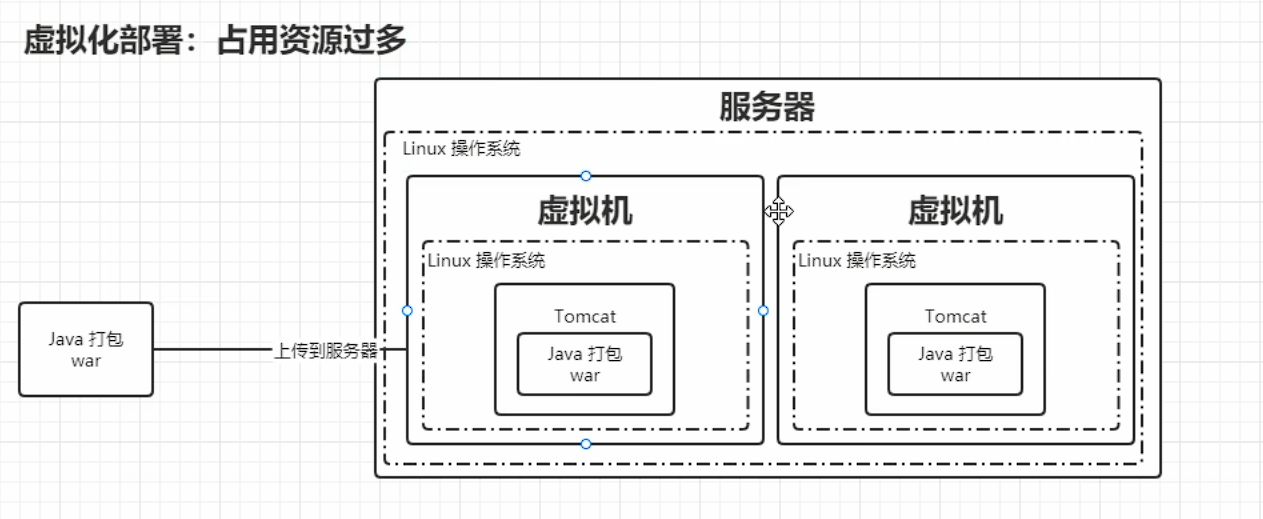 虚拟化部署：占用资源过多
服务器
Linux 操作系统
虚拟机
虚拟机
Linux 操作系统
Linux 操作系统
Tomcat
Tomcat
Java 打包
war
上传到服务器
Java 打包
war
Java 打包
war